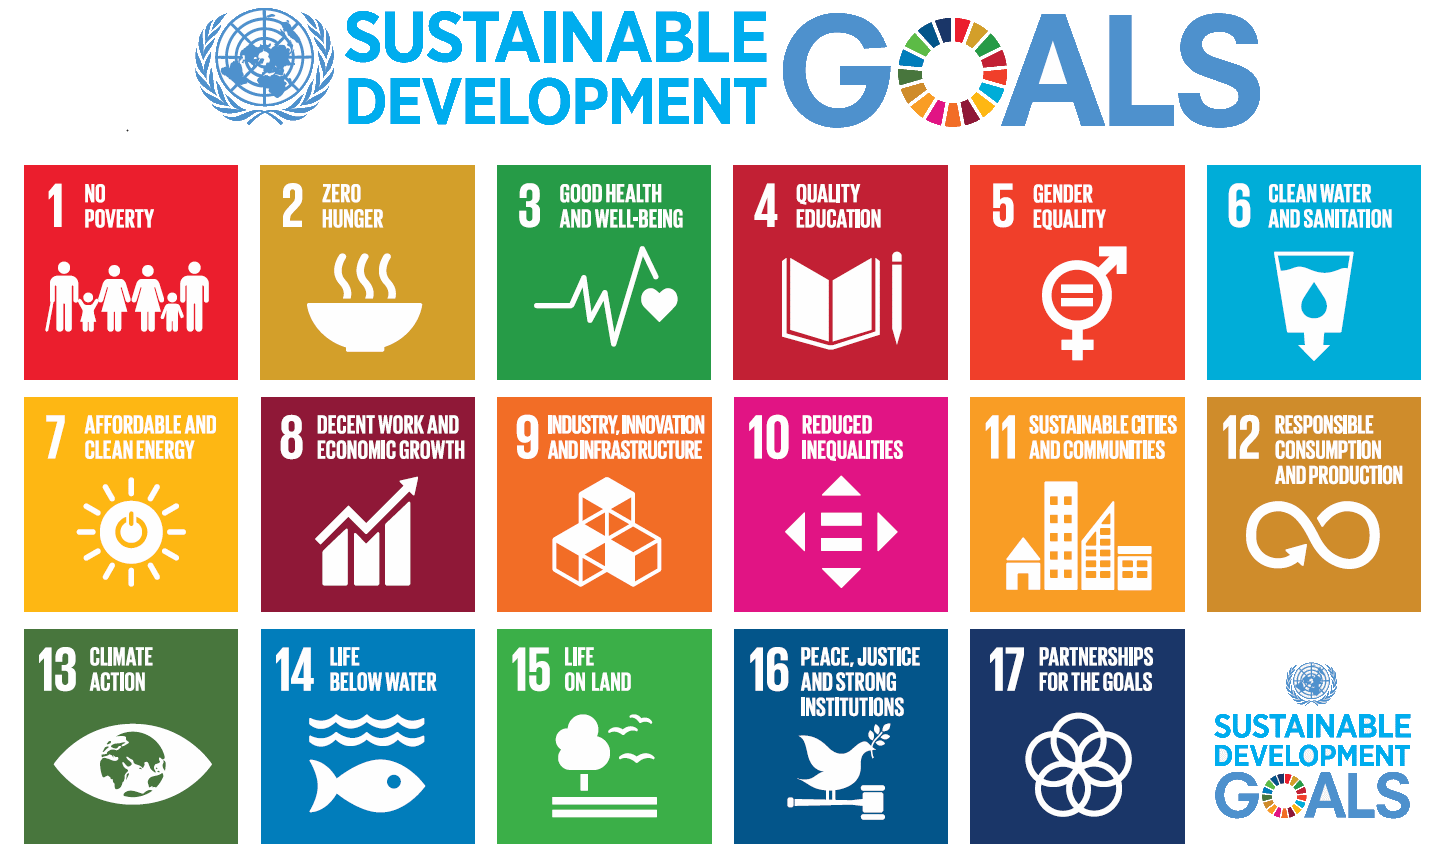 SUSTAINABLE
DEVELOPMENT
GOALS
1 NO
POVERTY
2 ZERO
HUNGER
3 GOOD HEALTH
AND WELL-BEING
4 QUALITY
EDUCATION
5 GENDER
EQUALITY
6 CLEAN WATER
AND SANITATION
7 AFFORDABLE AND
CLEAN ENERGY
8 DECENT WORK AND
ECONOMIC GROWTH
9 INDUSTRY, INNOVATION
AND INFRASTRUCTURE
10 REDUCED
INEQUALITIES
11 SUSTAINABLE CITIES
AND COMMUNITIES
12 RESPONSIBLE
CONSUMPTION
AND PRODUCTION
13 CLIMATE
ACTION
14 LIFE
BELOW WATER
15 LIFE
ON LAND
16 PEACE, JUSTICE
AND STRONG
INSTITUTIONS
17 PARTNERSHIPS
FOR THE GOALS
SUSTAINABLE
DEVELOPMENT
GOALS